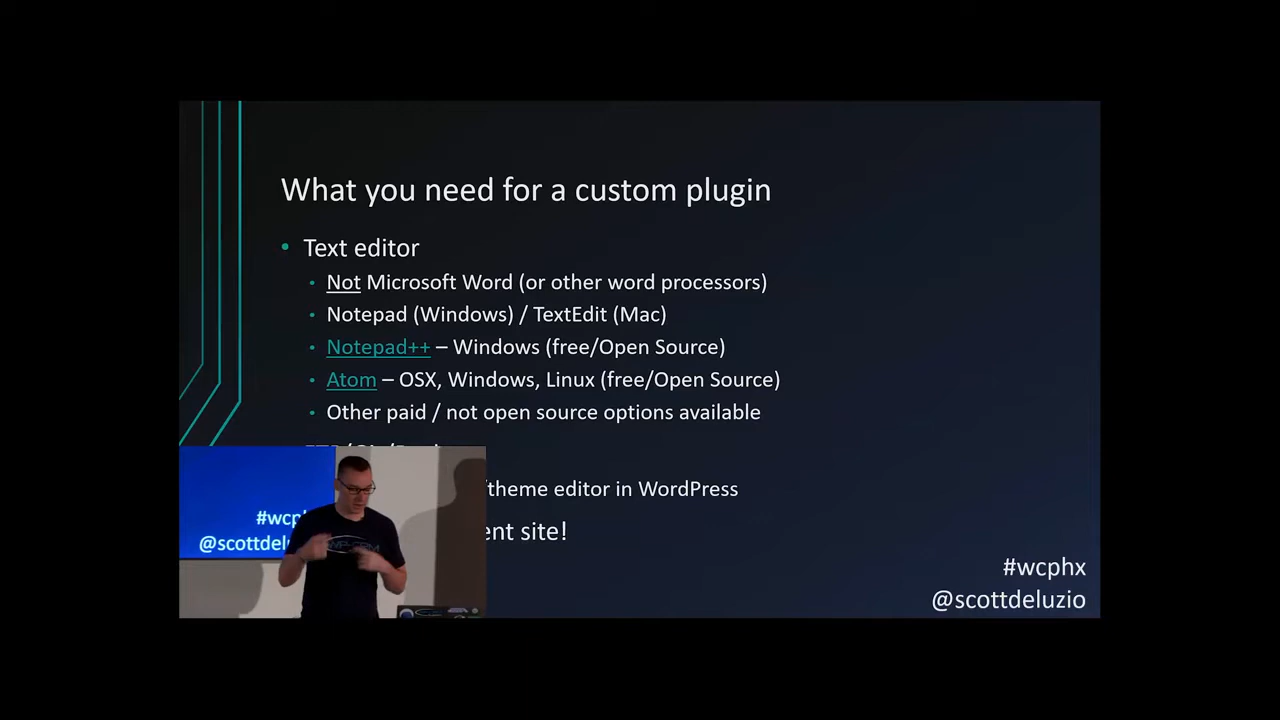 What you need for a custom plugin
• Text editor
• Not Microsoft Word (or other word processors)
• Notepad (Windows) / TextEdit (Mac)
• Notepad++ – Windows (free/Open Source)
• Atom – OSX, Windows, Linux (free/Open Source)
• Other paid / not open source options available
/theme editor in WordPress
ent site!
#wcph
@scottdelu
#wcphx
@scottdeluzio